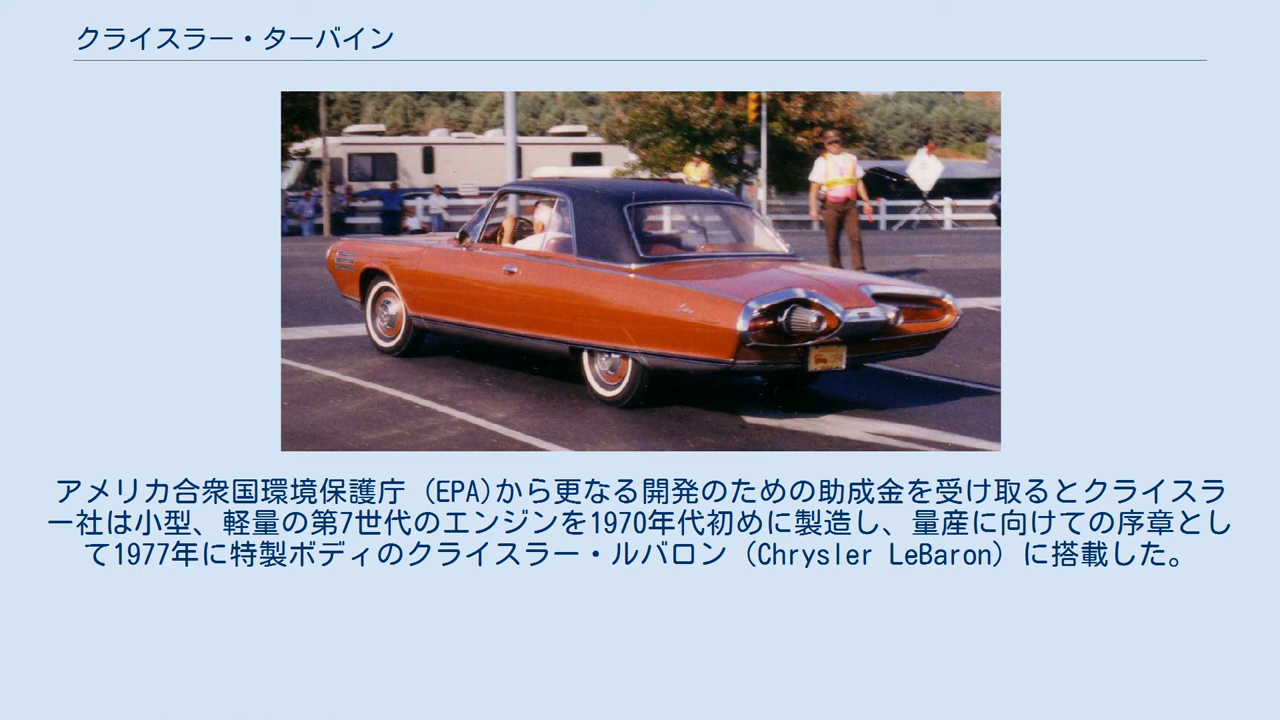 クライスラー・ターバイン
アメリカ合衆国環境保護庁 (EPA)から更なる開発のための助成金を受け取るとクライスラ
ー社は小型、軽量の第7世代のエンジンを1970年代初めに製造し、量産に向けての序章とし
て1977年に特製ボディのクライスラー・ルバロン（Chrysler LeBaron）に搭載した。